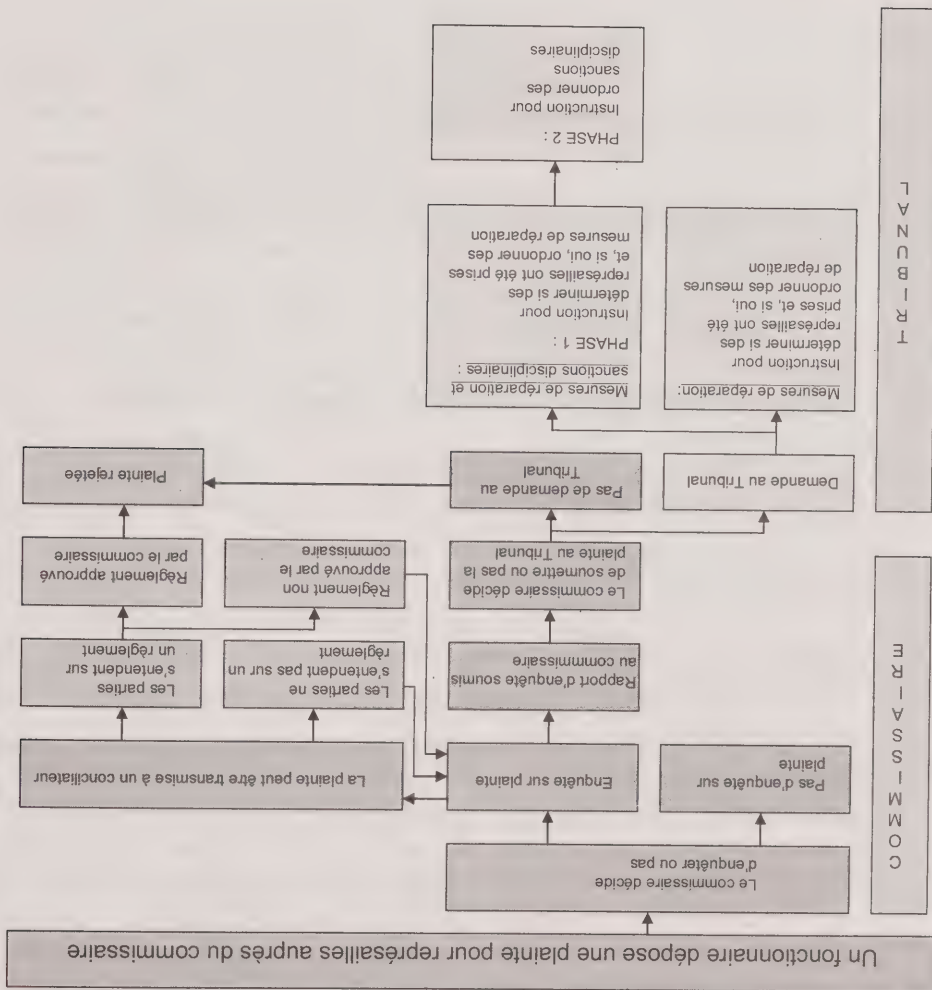 Un fonctionnaire dépose une plainte pour représailles auprès du commissaire
COMMISSAIRE
Le commissaire décide
d'enquêter ou pas
Pas d'enquête sur
plainte
Enquête sur plainte
La plainte peut être transmise à un conciliateur
Rapport d'enquête soumis
au commmissaire
Les parties ne
s'entendent pas sur un
règlement
Les parties
s'entendent sur
un règlement
Le commissaire décide
de soumettre ou pas la
plainte au Tribunal
Règlement non
approuvé par le
commissaire
Règlement approuvé
par le commissaire
TRIBUNAL
Demande au Tribunal
Pas de demande au
Tribunal
Plainte rejetée
Mesures de réparation:
Instruction pour
déterminer si des
représailles ont été
prises et, si oui,
ordonner des mesures
de réparation
Mesures de réparation et
sanctions disciplinaires :
PHASE 1 :
Instruction pour
déterminer si des
représailles ont été prises
et, si oui, ordonner des
mesures de réparation
PHASE 2 :
Instruction pour
ordonner des
sanctions
disciplinaires